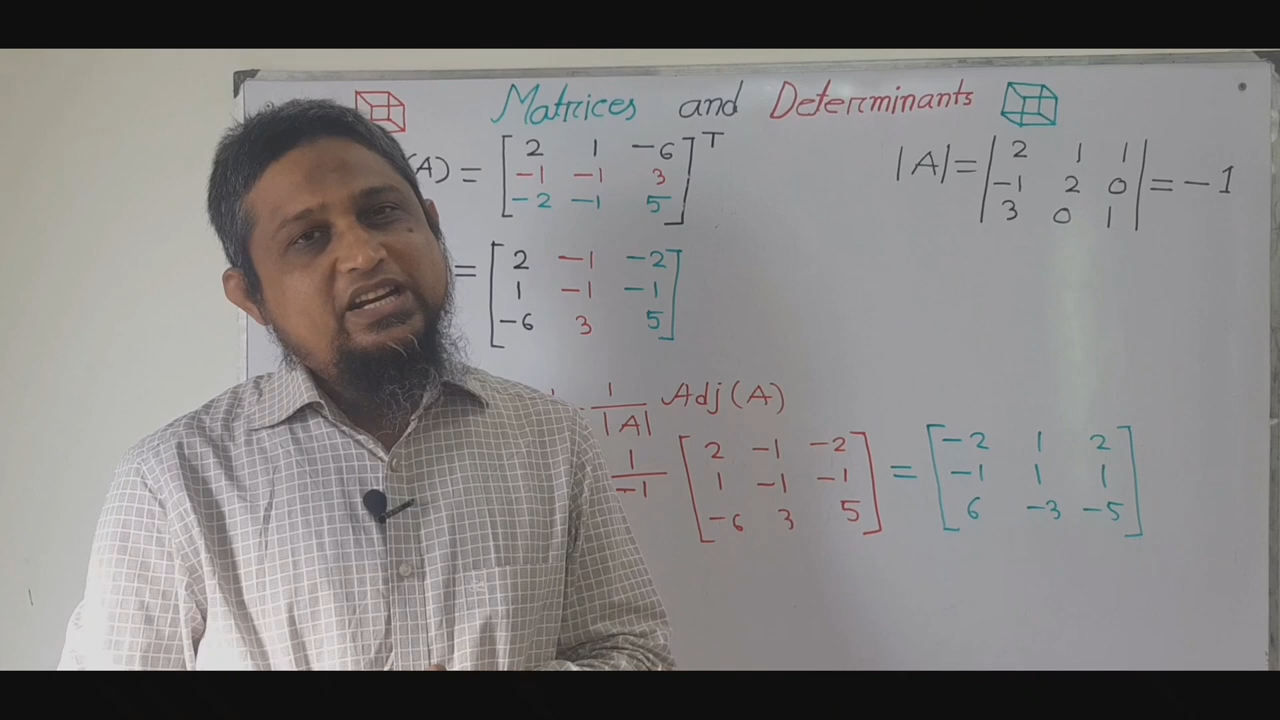 Matrices and Determinants
(A) = [ 2 1 -6 ]ᵀ
-1 -1 3
-2 -1 5
|A| = | 2 1 1 |
-1 2 0
3 0 1
= -1
= [ 2 -1 -2 ]
1 -1 -1
-6 3 5
1/|A| Adj(A)
1/-1 [ 2 -1 -2 ]
1 -1 -1
-6 3 5
= [ -2 1 2 ]
-1 1 1
6 -3 -5